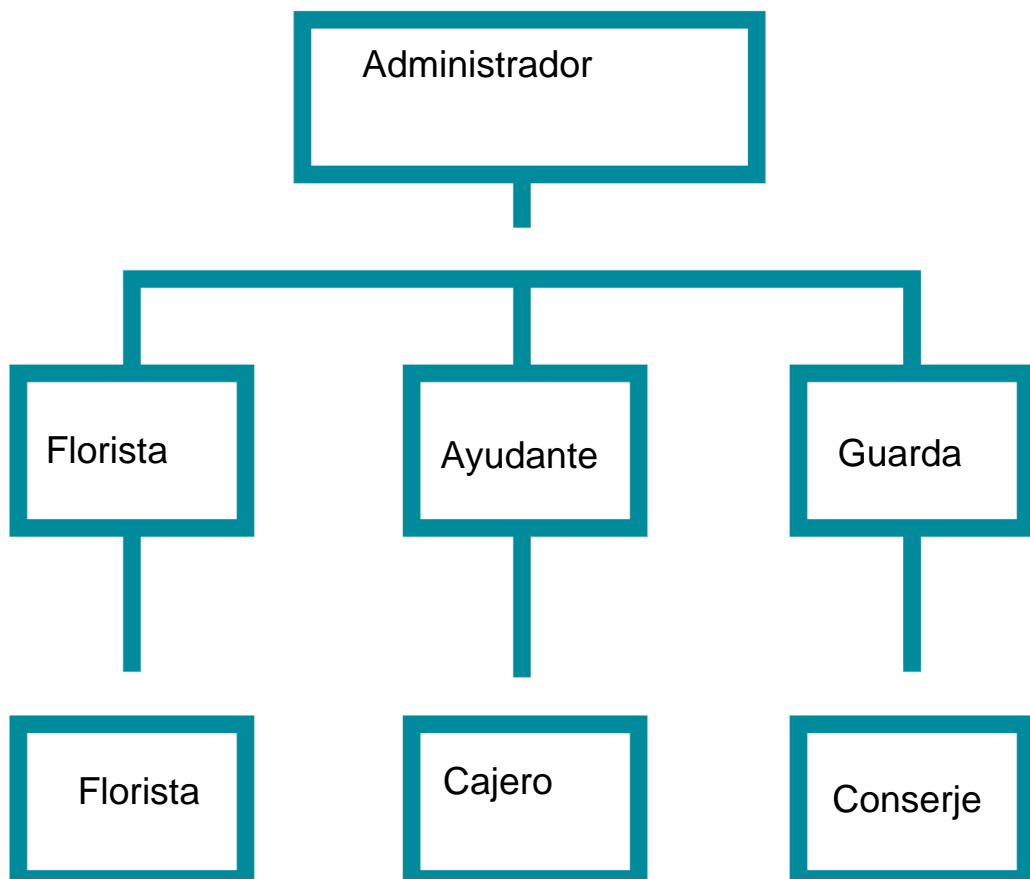 Administrador
Florista
Ayudante
Guarda
Florista
Cajero
Conserje